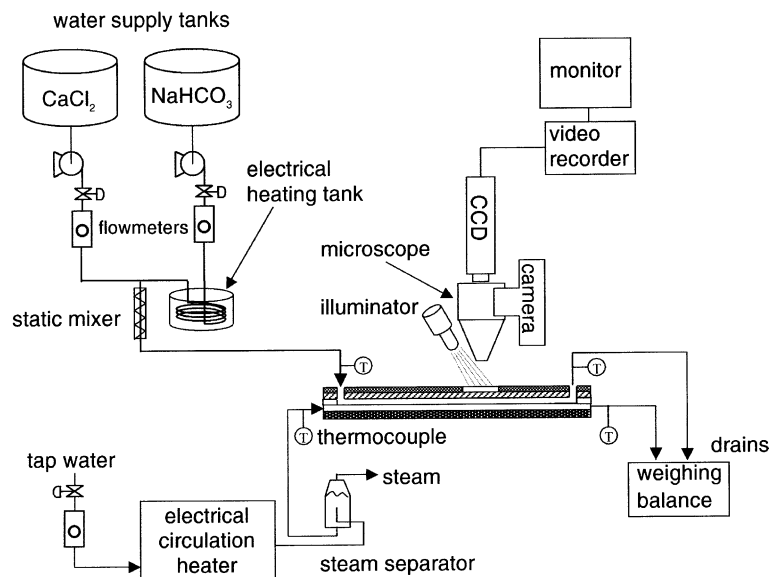 water supply tanks
CaCl₂
NaHCO₃
monitor
video
recorder
electrical
heating tank
flowmeters
CCD
microscope
camera
illuminator
static mixer
T
T
T
thermocouple
T
drains
tap water
steam
weighing
balance
electrical
circulation
heater
steam separator